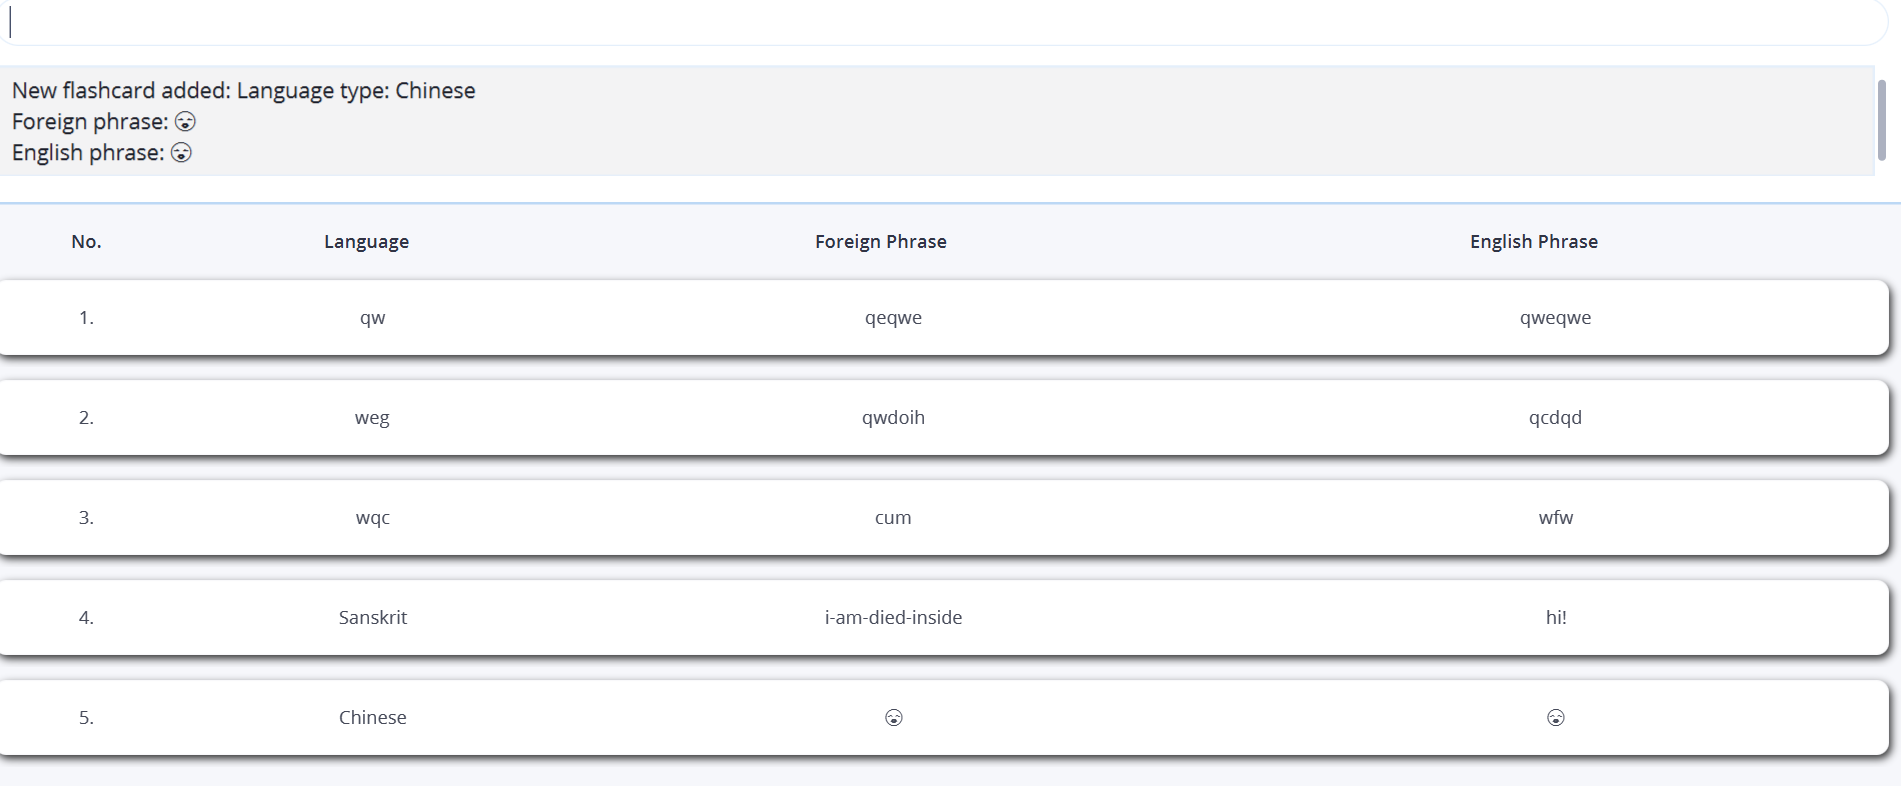 New flashcard added: Language type: Chinese
Foreign phrase: 😪
English phrase: 😪
No. Language Foreign Phrase English Phrase
1. qw qeqwe qweqwe
2. weg qwdoih qcdqd
3. wqc cum wfw
4. Sanskrit i-am-died-inside hi!
5. Chinese 😪 😪